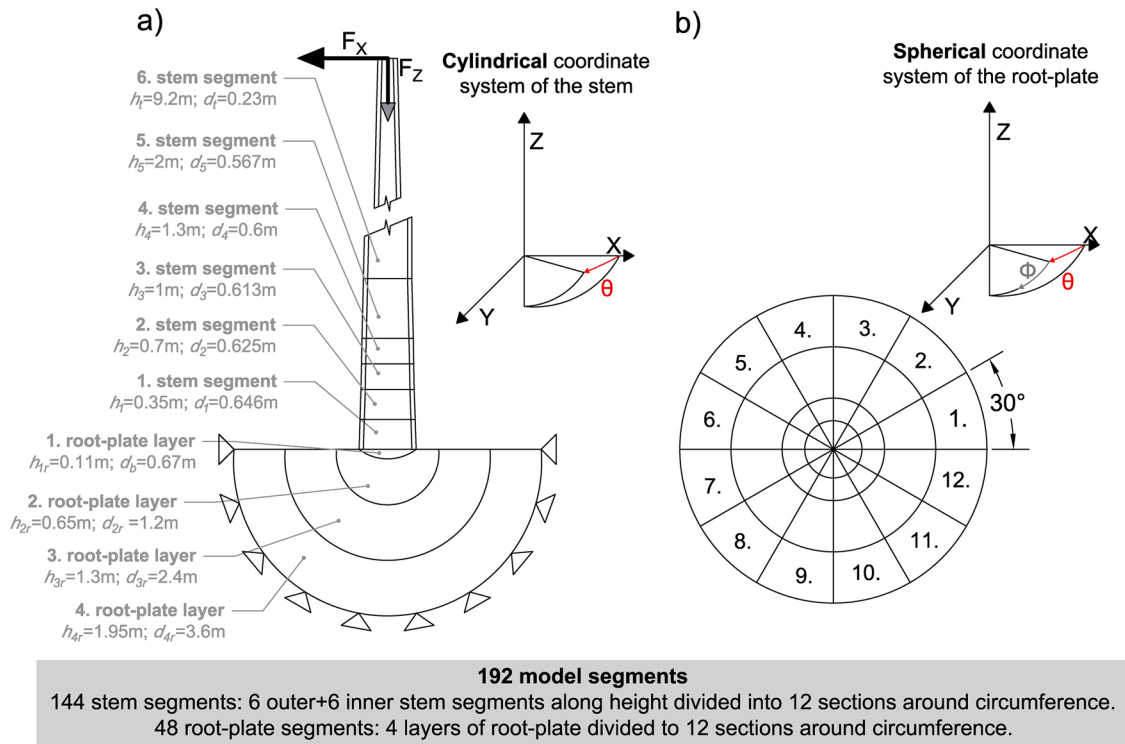 a)
F_X
F_Z
Cylindrical coordinate
system of the stem
Z
X
Y
θ
6. stem segment
h_t=9.2m; d_t=0.23m
5. stem segment
h_5=2m; d_5=0.567m
4. stem segment
h_4=1.3m; d_4=0.6m
3. stem segment
h_3=1m; d_3=0.613m
2. stem segment
h_2=0.7m; d_2=0.625m
1. stem segment
h_1=0.35m; d_1=0.646m
1. root-plate layer
h_1r=0.11m; d_b=0.67m
2. root-plate layer
h_2r=0.65m; d_2r =1.2m
3. root-plate layer
h_3r=1.3m; d_3r=2.4m
4. root-plate layer
h_4r=1.95m; d_4r=3.6m
b)
Spherical coordinate
system of the root-plate
Z
X
Y
Φ
θ
30°
1.
2.
3.
4.
5.
6.
7.
8.
9.
10.
11.
12.
192 model segments
144 stem segments: 6 outer+6 inner stem segments along height divided into 12 sections around circumference.
48 root-plate segments: 4 layers of root-plate divided to 12 sections around circumference.